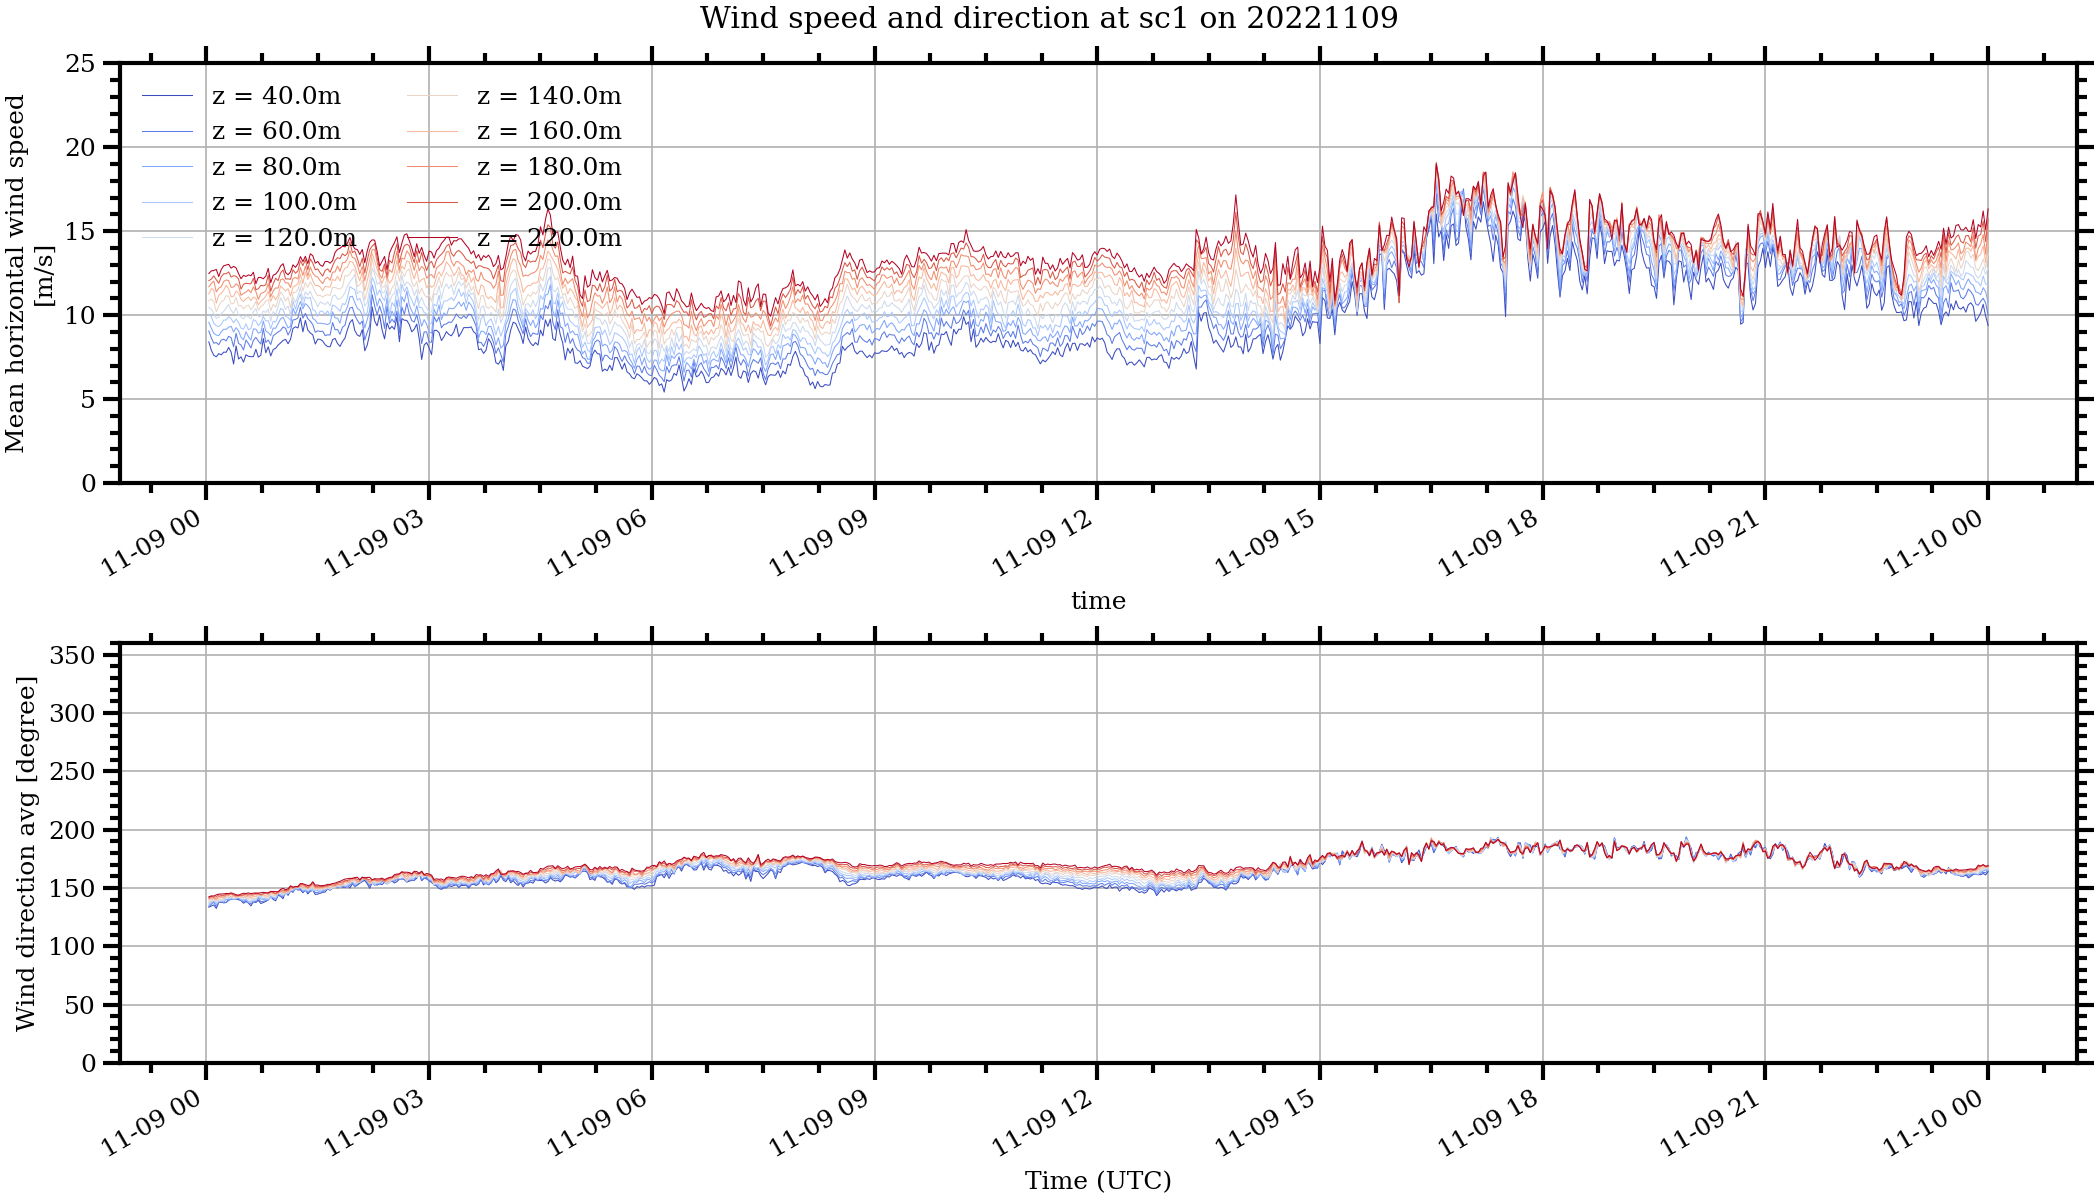 Wind speed and direction at sc1 on 20221109
Mean horizontal wind speed
[m/s]
25
20
15
10
5
0
z = 40.0m
z = 60.0m
z = 80.0m
z = 100.0m
z = 120.0m
z = 140.0m
z = 160.0m
z = 180.0m
z = 200.0m
z = 220.0m
11-09 00
11-09 03
11-09 06
11-09 09
11-09 12
11-09 15
11-09 18
11-09 21
11-10 00
time
Wind direction avg [degree]
350
300
250
200
150
100
50
0
11-09 00
11-09 03
11-09 06
11-09 09
11-09 12
11-09 15
11-09 18
11-09 21
11-10 00
Time (UTC)